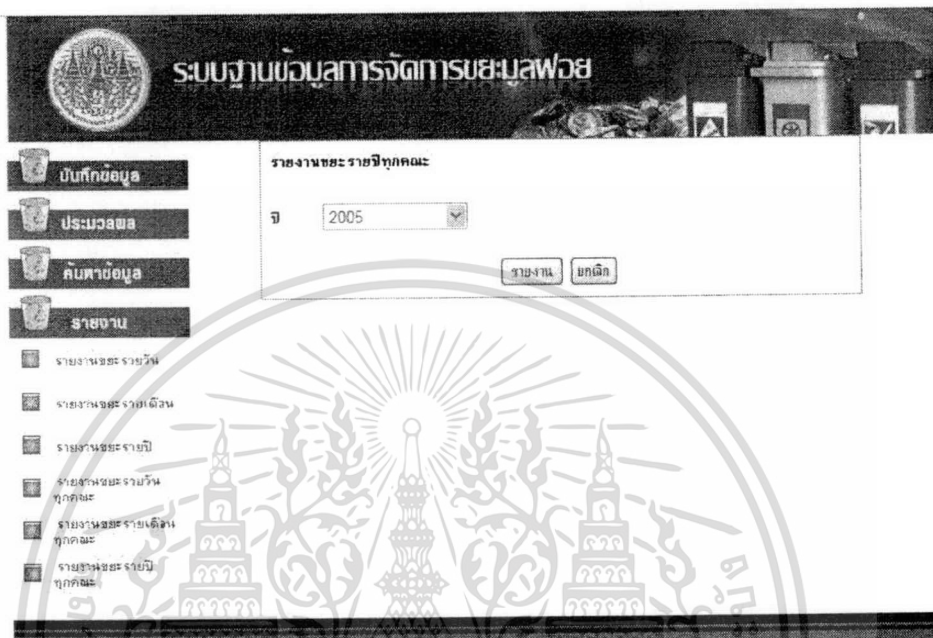 ระบบฐานข้อมูลการจัดการขยะมูลฝอย
บันทึกข้อมูล
ประมวลผล
ค้นหาข้อมูล
รายงาน
รายงานขยะรายวัน
รายงานขยะรายเดือน
รายงานขยะรายปี
รายงานขยะรายวัน
ทุกคณะ
รายงานขยะรายเดือน
ทุกคณะ
รายงานขยะรายปี
ทุกคณะ
รายงานขยะรายปีทุกคณะ
ปี 2005
รายงาน ยกเลิก